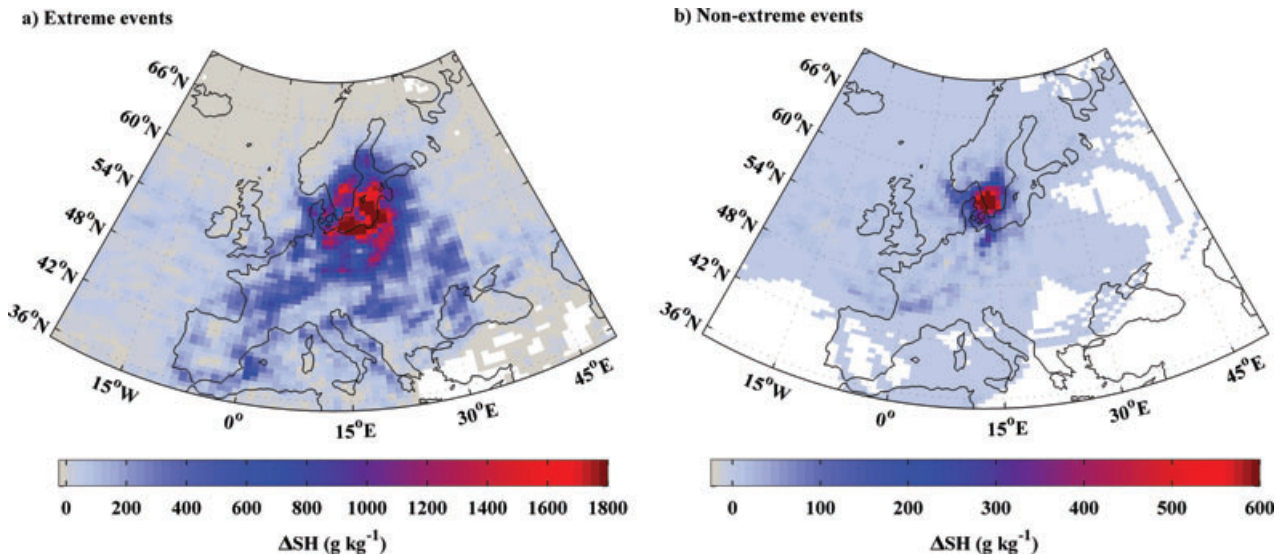 a) Extreme events
66°N
60°N
54°N
48°N
42°N
36°N
15°W
0°
15°E
30°E
45°E
0 200 400 600 800 1000 1200 1400 1600 1800
ΔSH (g kg⁻¹)
b) Non-extreme events
66°N
60°N
54°N
48°N
42°N
36°N
15°W
0°
15°E
30°E
45°E
0 100 200 300 400 500 600
ΔSH (g kg⁻¹)